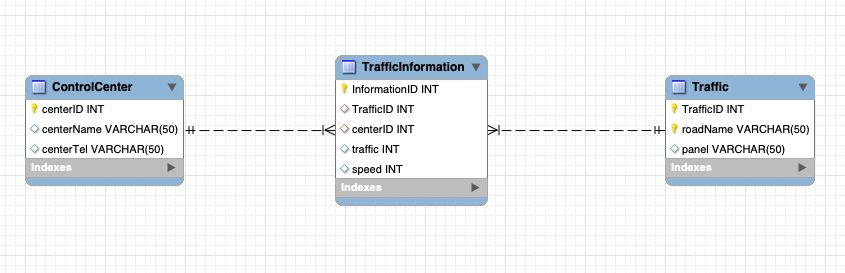 ControlCenter
centerID INT
centerName VARCHAR(50)
centerTel VARCHAR(50)
Indexes
TrafficInformation
InformationID INT
TrafficID INT
centerID INT
traffic INT
speed INT
Indexes
Traffic
TrafficID INT
roadName VARCHAR(50)
panel VARCHAR(50)
Indexes